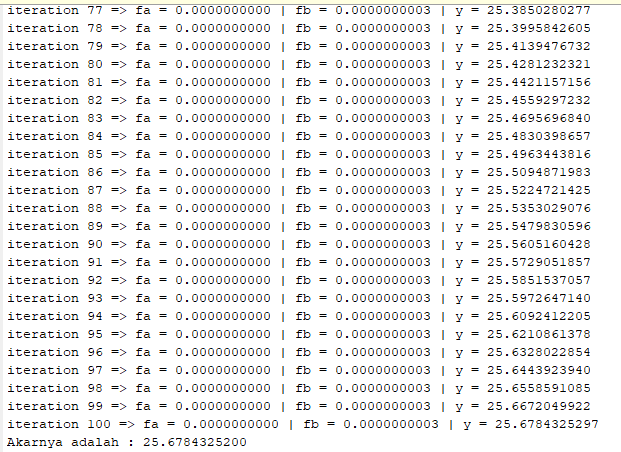 iteration 77 => fa = 0.0000000000 | fb = 0.0000000003 | y = 25.3850280277
iteration 78 => fa = 0.0000000000 | fb = 0.0000000003 | y = 25.3995842605
iteration 79 => fa = 0.0000000000 | fb = 0.0000000003 | y = 25.4139476732
iteration 80 => fa = 0.0000000000 | fb = 0.0000000003 | y = 25.4281232321
iteration 81 => fa = 0.0000000000 | fb = 0.0000000003 | y = 25.4421157156
iteration 82 => fa = 0.0000000000 | fb = 0.0000000003 | y = 25.4559297232
iteration 83 => fa = 0.0000000000 | fb = 0.0000000003 | y = 25.4695696840
iteration 84 => fa = 0.0000000000 | fb = 0.0000000003 | y = 25.4830398657
iteration 85 => fa = 0.0000000000 | fb = 0.0000000003 | y = 25.4963443816
iteration 86 => fa = 0.0000000000 | fb = 0.0000000003 | y = 25.5094871983
iteration 87 => fa = 0.0000000000 | fb = 0.0000000003 | y = 25.5224721425
iteration 88 => fa = 0.0000000000 | fb = 0.0000000003 | y = 25.5353029076
iteration 89 => fa = 0.0000000000 | fb = 0.0000000003 | y = 25.5479830596
iteration 90 => fa = 0.0000000000 | fb = 0.0000000003 | y = 25.5605160428
iteration 91 => fa = 0.0000000000 | fb = 0.0000000003 | y = 25.5729051857
iteration 92 => fa = 0.0000000000 | fb = 0.0000000003 | y = 25.5851537057
iteration 93 => fa = 0.0000000000 | fb = 0.0000000003 | y = 25.5972647140
iteration 94 => fa = 0.0000000000 | fb = 0.0000000003 | y = 25.6092412205
iteration 95 => fa = 0.0000000000 | fb = 0.0000000003 | y = 25.6210861378
iteration 96 => fa = 0.0000000000 | fb = 0.0000000003 | y = 25.6328022854
iteration 97 => fa = 0.0000000000 | fb = 0.0000000003 | y = 25.6443923940
iteration 98 => fa = 0.0000000000 | fb = 0.0000000003 | y = 25.6558591085
iteration 99 => fa = 0.0000000000 | fb = 0.0000000003 | y = 25.6672049922
iteration 100 => fa = 0.0000000000 | fb = 0.0000000003 | y = 25.6784325297
Akarnya adalah : 25.6784325200